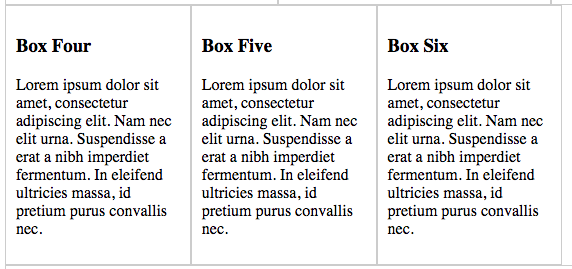 Box Four
Lorem ipsum dolor sit
amet, consectetur
adipiscing elit. Nam nec
elit urna. Suspendisse a
erat a nibh imperdiet
fermentum. In eleifend
ultricies massa, id
pretium purus convallis
nec.
Box Five
Lorem ipsum dolor sit
amet, consectetur
adipiscing elit. Nam nec
elit urna. Suspendisse a
erat a nibh imperdiet
fermentum. In eleifend
ultricies massa, id
pretium purus convallis
nec.
Box Six
Lorem ipsum dolor sit
amet, consectetur
adipiscing elit. Nam nec
elit urna. Suspendisse a
erat a nibh imperdiet
fermentum. In eleifend
ultricies massa, id
pretium purus convallis
nec.